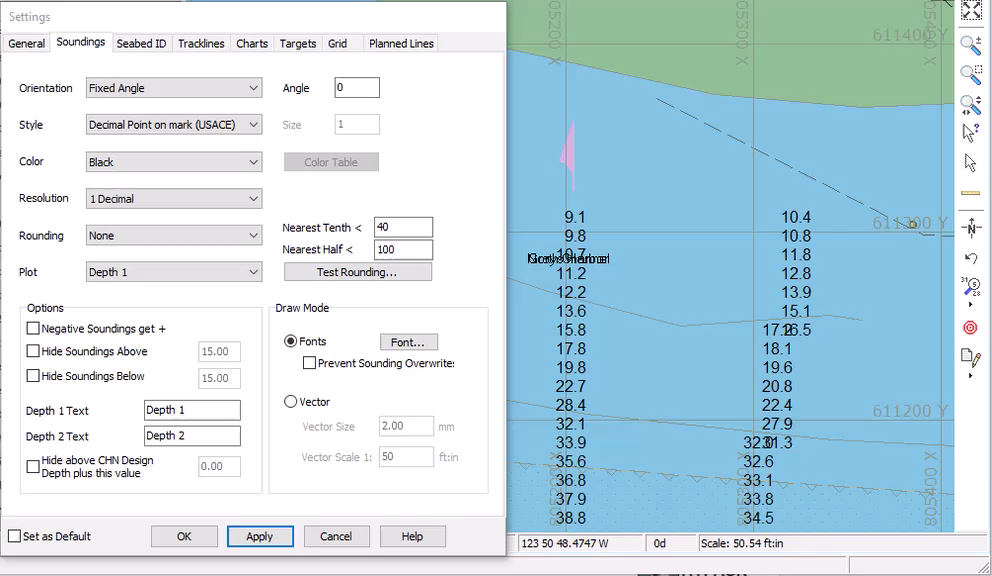 Settings
General Soundings Seabed ID Tracklines Charts Targets Grid Planned Lines
Orientation Fixed Angle Angle 0
Style Decimal Point on mark (USACE) Size 1
Color Black Color Table
Resolution 1 Decimal
Nearest Tenth < 40
Rounding None
Nearest Half < 100
Plot Depth 1 Test Rounding...
Options
Negative Soundings get +
Hide Soundings Above 15.00
Hide Soundings Below 15.00
Depth 1 Text Depth 1
Depth 2 Text Depth 2
Hide above CHN Design
Depth plus this value 0.00
Draw Mode
Fonts Font...
Prevent Sounding Overwrite:
Vector
Vector Size 2.00 mm
Vector Scale 1: 50 ft:in
Set as Default OK Apply Cancel Help
05200 X
05300 X
05400 X
611400 Y
611300 Y
611200 Y
805400 X
9.1 10.4
9.8 10.8
11.8
11.2 12.8
12.2 13.9
13.6 15.1
15.8 16.5
17.8 18.1
19.8 19.6
22.7 20.8
28.4 22.4
32.1 27.9
33.9 31.3
35.6 32.6
36.8 33.1
37.9 33.8
38.8 34.5
123 50 48.4747 W 0d Scale: 50.54 ft:in
N